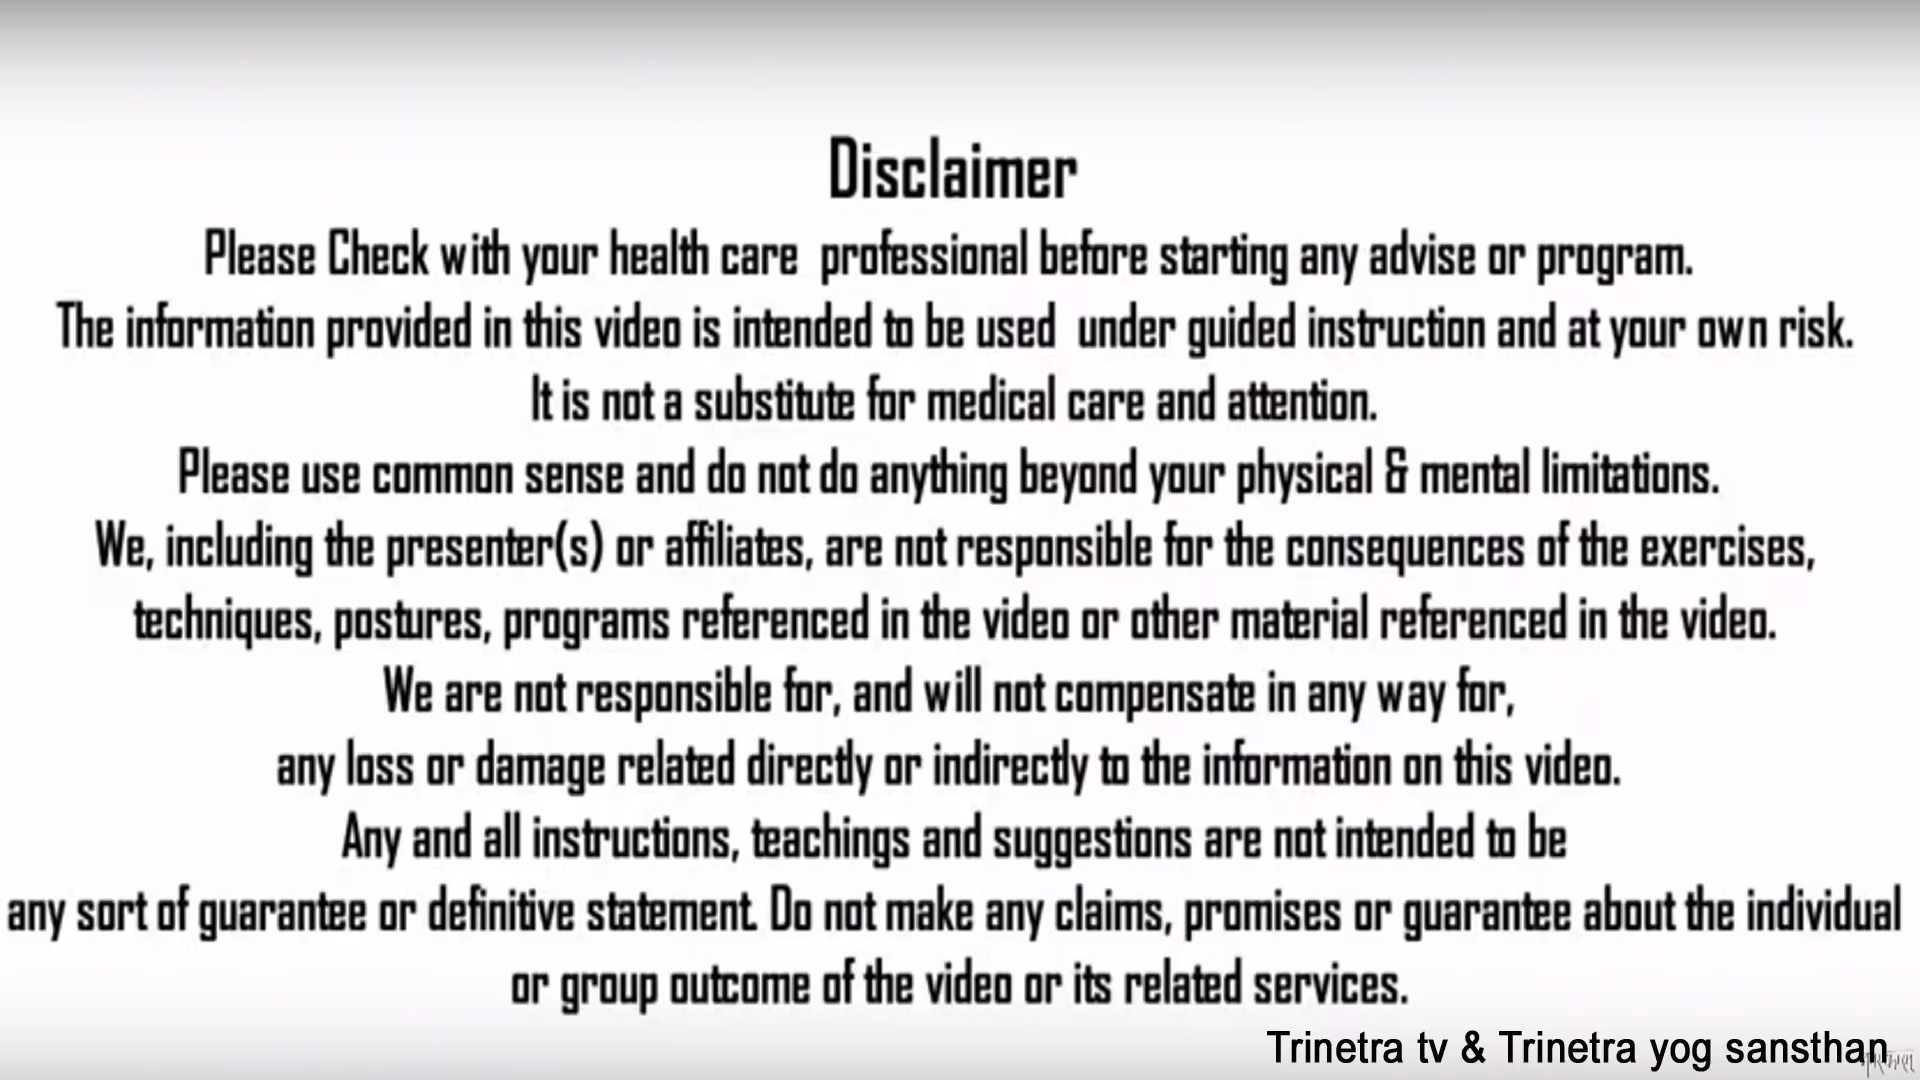 Disclaimer
Please Check with your health care professional before starting any advise or program.
The information provided in this video is intended to be used under guided instruction and at your own risk.
It is not a substitute for medical care and attention.
Please use common sense and do not do anything beyond your physical & mental limitations.
We, including the presenter(s) or affiliates, are not responsible for the consequences of the exercises,
techniques, postures, programs referenced in the video or other material referenced in the video.
We are not responsible for, and will not compensate in any way for,
any loss or damage related directly or indirectly to the information on this video.
Any and all instructions, teachings and suggestions are not intended to be
any sort of guarantee or definitive statement. Do not make any claims, promises or guarantee about the individual
or group outcome of the video or its related services.
Trinetra tv & Trinetra yog sansthan